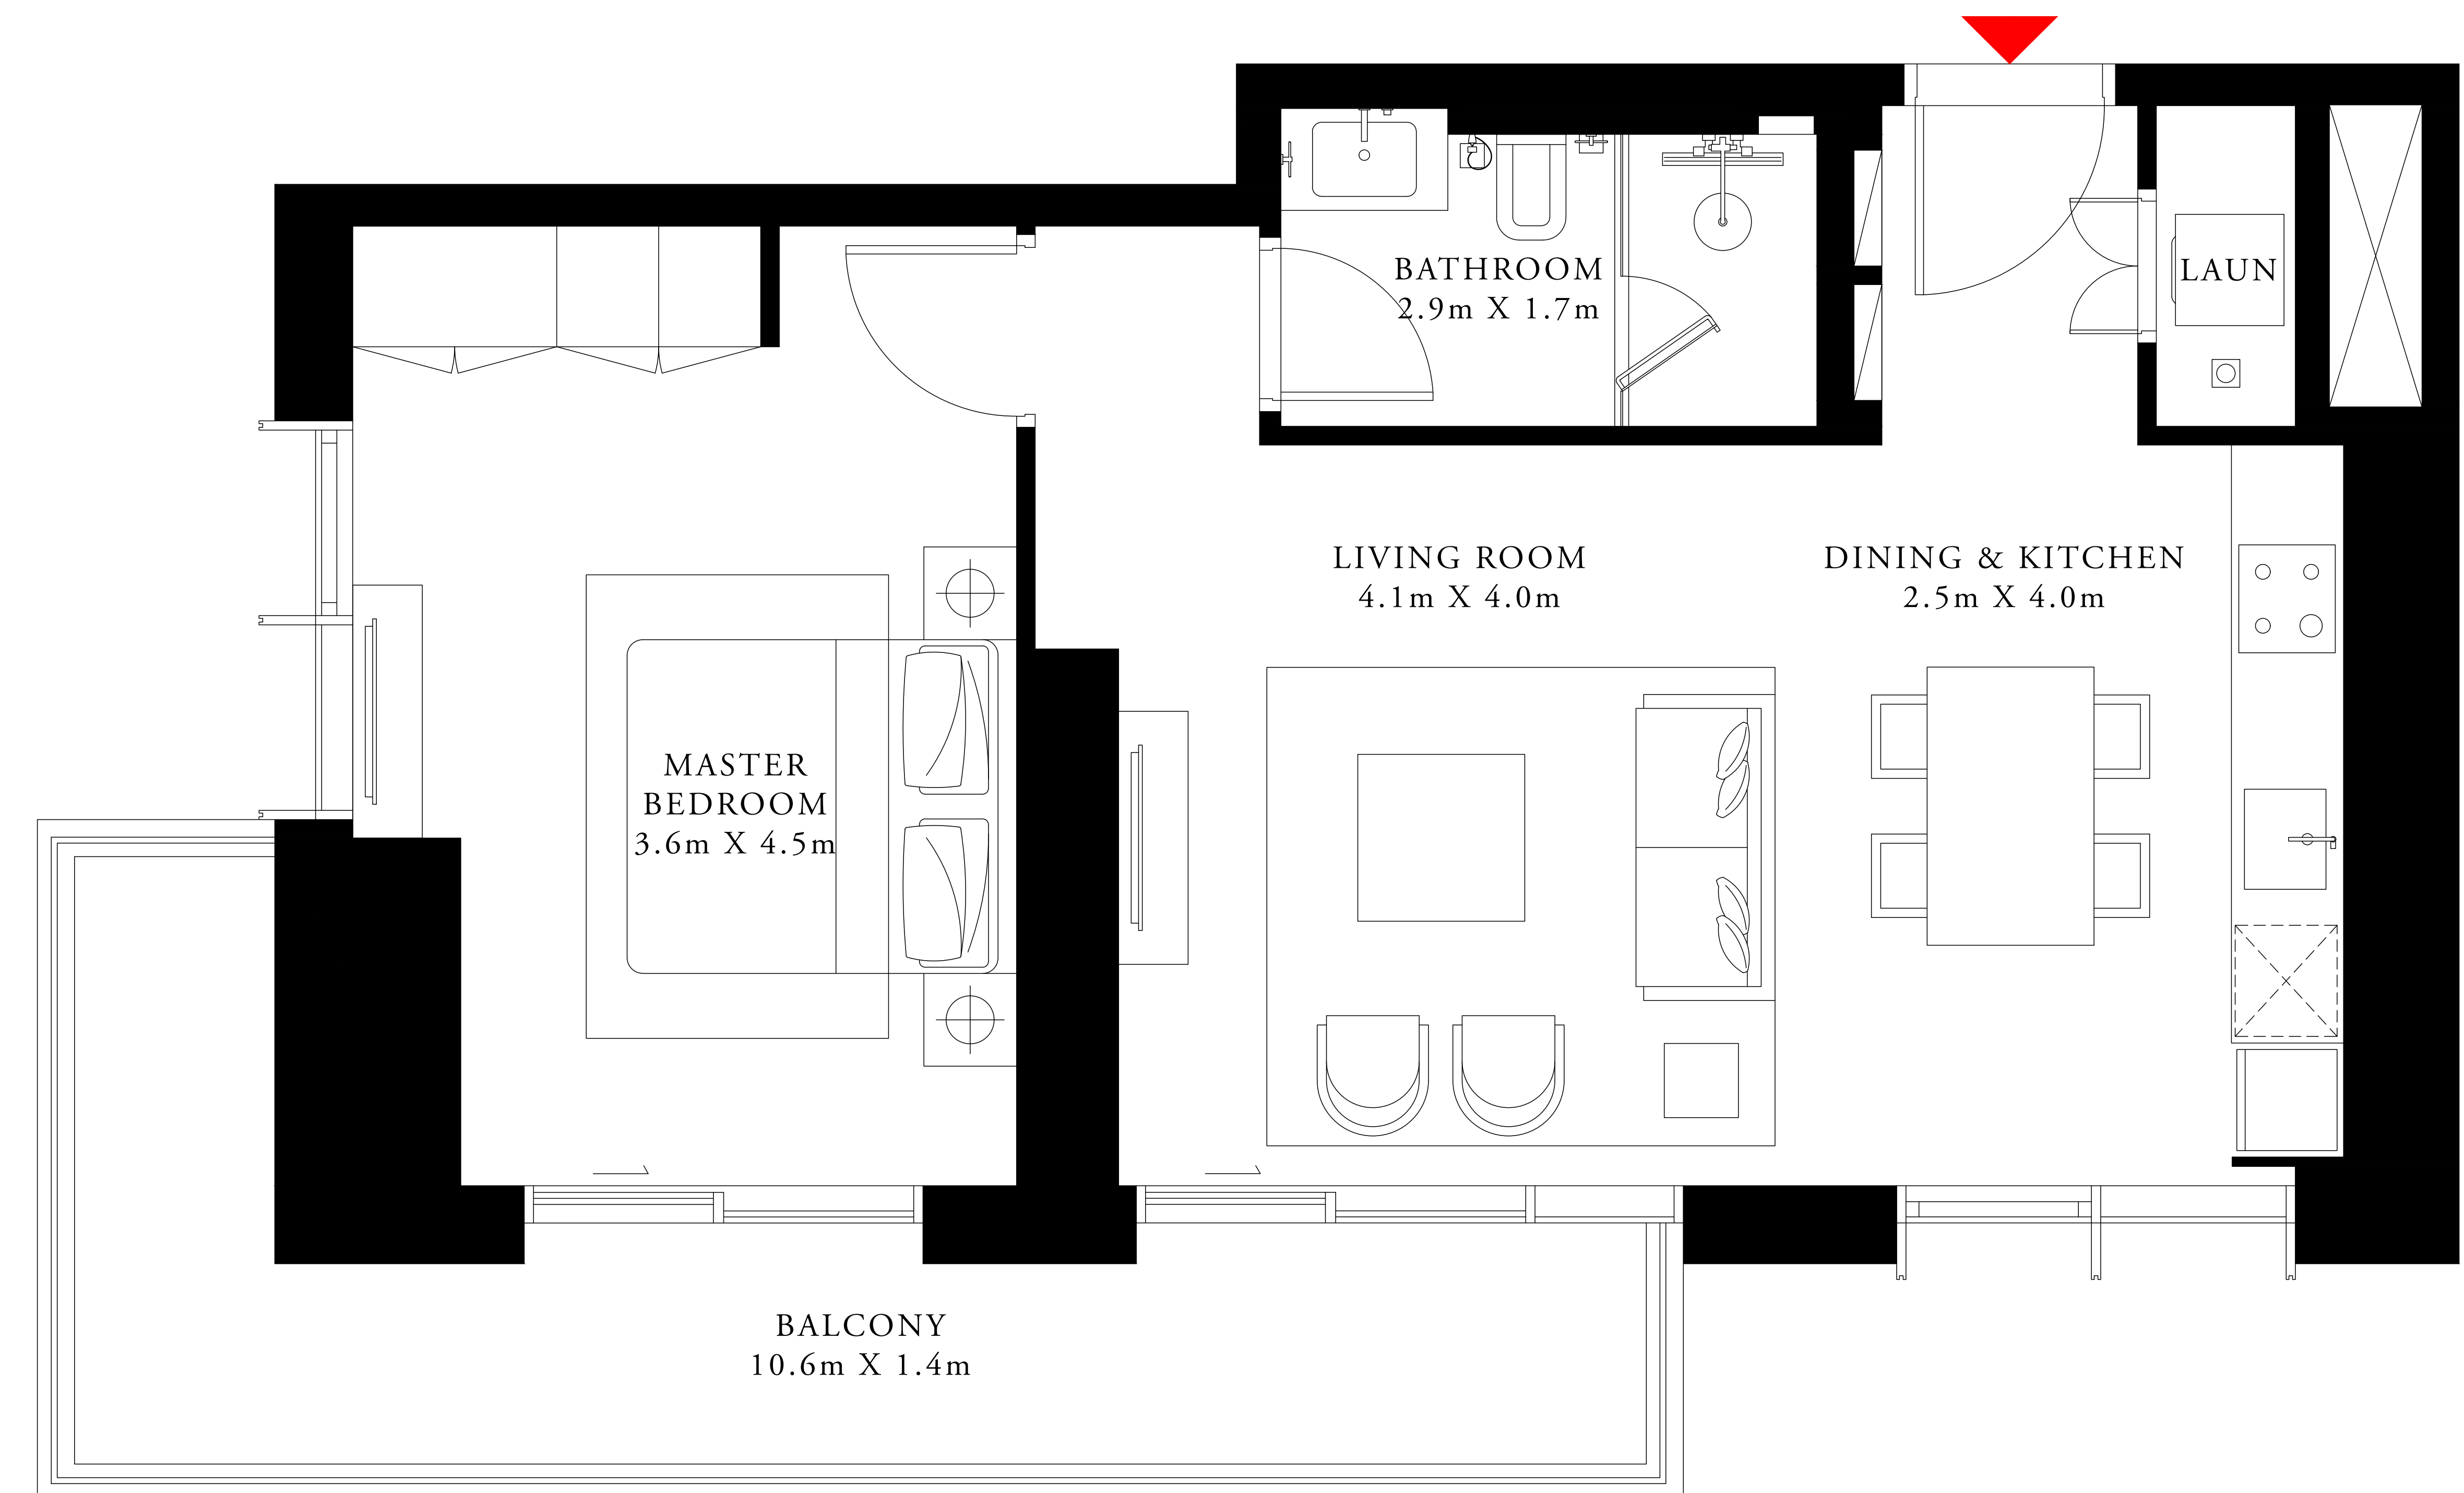 BATHROOM
2.9m X 1.7m
LAUN
LIVING ROOM
4.1m X 4.0m
DINING & KITCHEN
2.5m X 4.0m
MASTER
BEDROOM
3.6m X 4.5m
BALCONY
10.6m X 1.4m